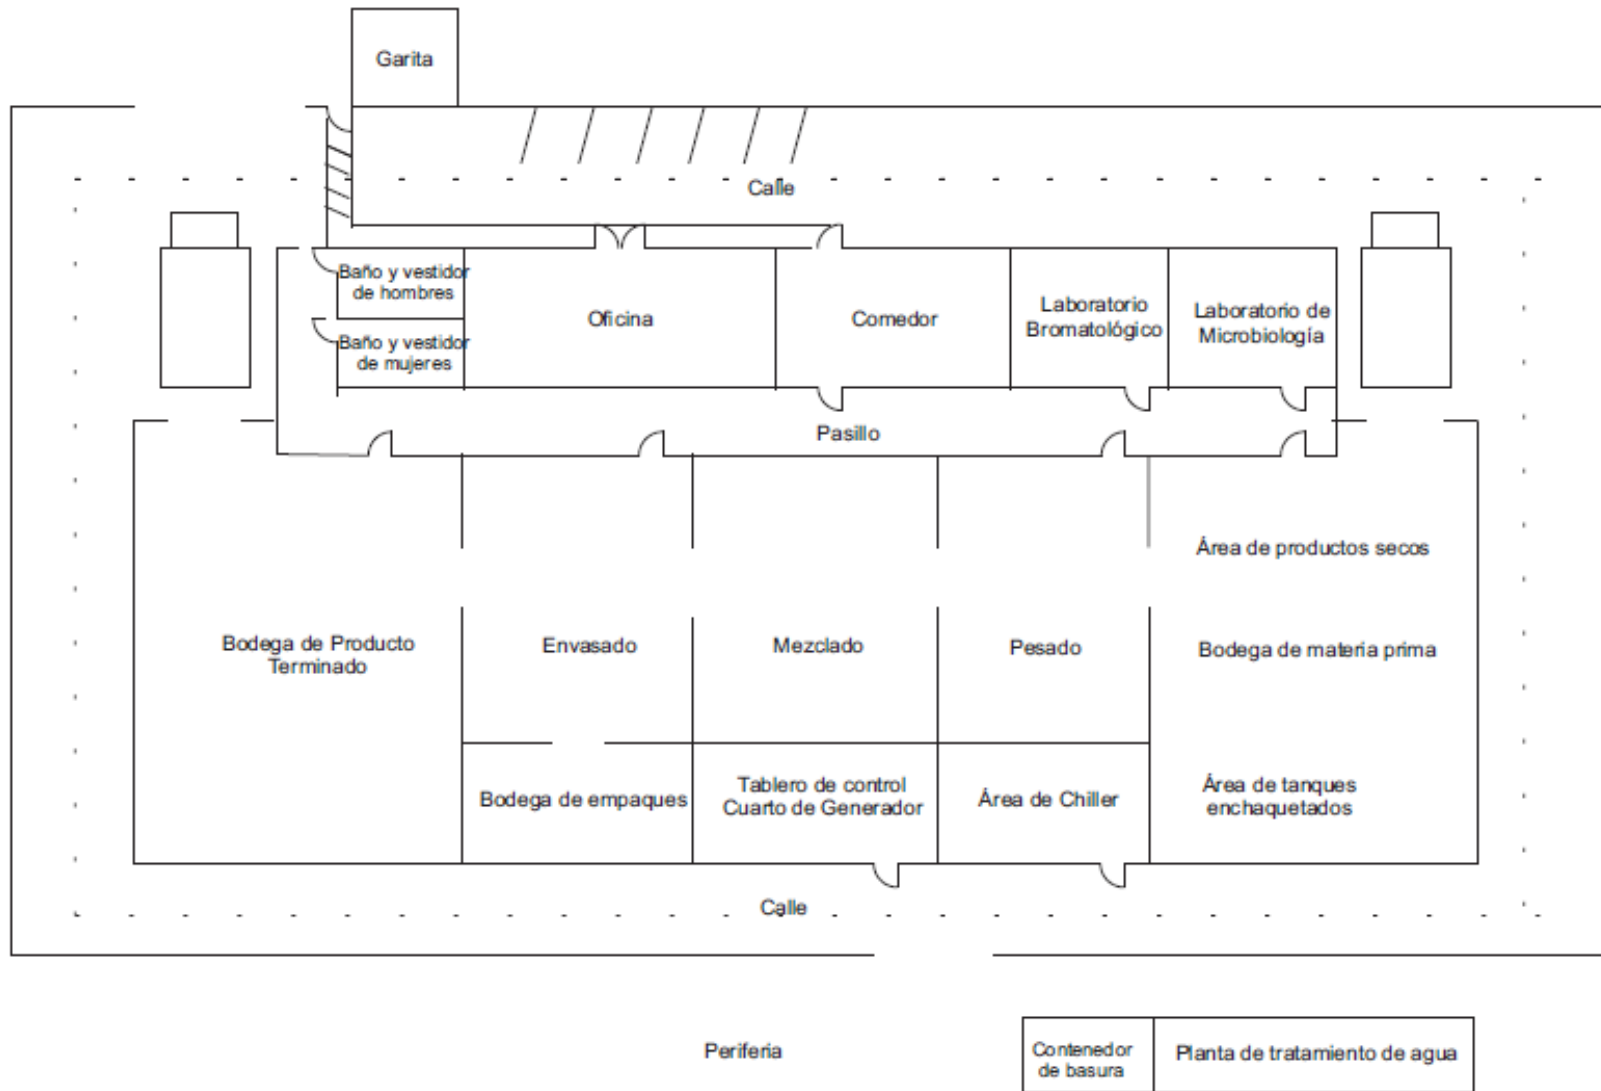 Garita
Calle
Baño y vestidor
de hombres
Oficina
Comedor
Laboratorio
Bromatológico
Laboratorio de
Microbiología
Baño y vestidor
de mujeres
Pasillo
Área de productos secos
Bodega de Producto
Terminado
Envasado
Mezclado
Pesado
Bodega de materia prima
Bodega de empaques
Tablero de control
Cuarto de Generador
Área de Chiller
Área de tanques
enchaquetados
Calle
Periferia
Contenedor
de basura
Planta de tratamiento de agua